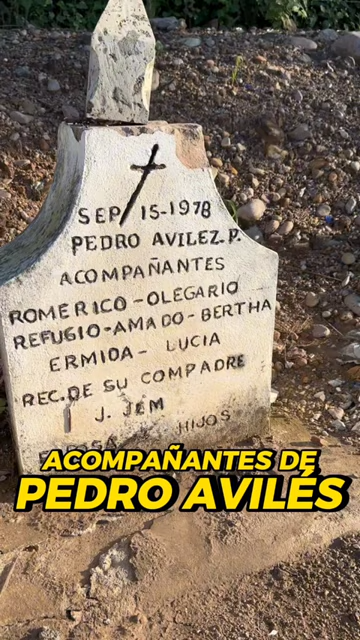 SEP 15-1978
PEDRO AVILEZ.P.
ACOMPAÑANTES
ROMERICO-OLEGARIO
REFUGIO-AMADO-BERTHA
ERMIDA- LUCIA
REC.DE SU COMPADRE
J. JEM
HIJOS
ACOMPAÑANTES DE
PEDRO AVILÉS